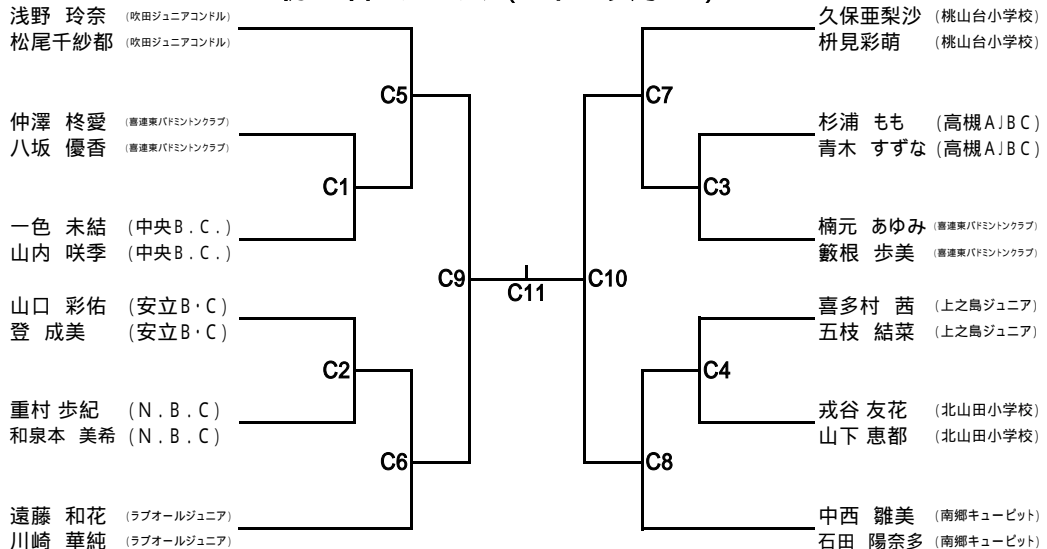 浅野 玲奈 (吹田ジュニアコンドル)
松尾千紗都 (吹田ジュニアコンドル)
仲澤 柊愛 (喜連東バドミントンクラブ)
八坂 優香 (喜連東バドミントンクラブ)
一色 未結 (中央B.C.)
山内 咲季 (中央B.C.)
山口 彩佑 (安立B・C)
登 成美 (安立B・C)
重村 歩紀 (N.B.C)
和泉本 美希 (N.B.C)
遠藤 和花 (ラブオールジュニア)
川崎 華純 (ラブオールジュニア)
C5
C1
C2
C6
C9
C11
C10
C7
C3
C4
C8
久保亜梨沙 (桃山台小学校)
枡見彩萌 (桃山台小学校)
杉浦 もも (高槻AJBC)
青木 すずな (高槻AJBC)
楠元 あゆみ (喜連東バドミントンクラブ)
籔根 歩美 (喜連東バドミントンクラブ)
喜多村 茜 (上之島ジュニア)
五枝 結菜 (上之島ジュニア)
戎谷 友花 (北山田小学校)
山下 恵都 (北山田小学校)
中西 雛美 (南郷キューピット)
石田 陽奈多 (南郷キューピット)